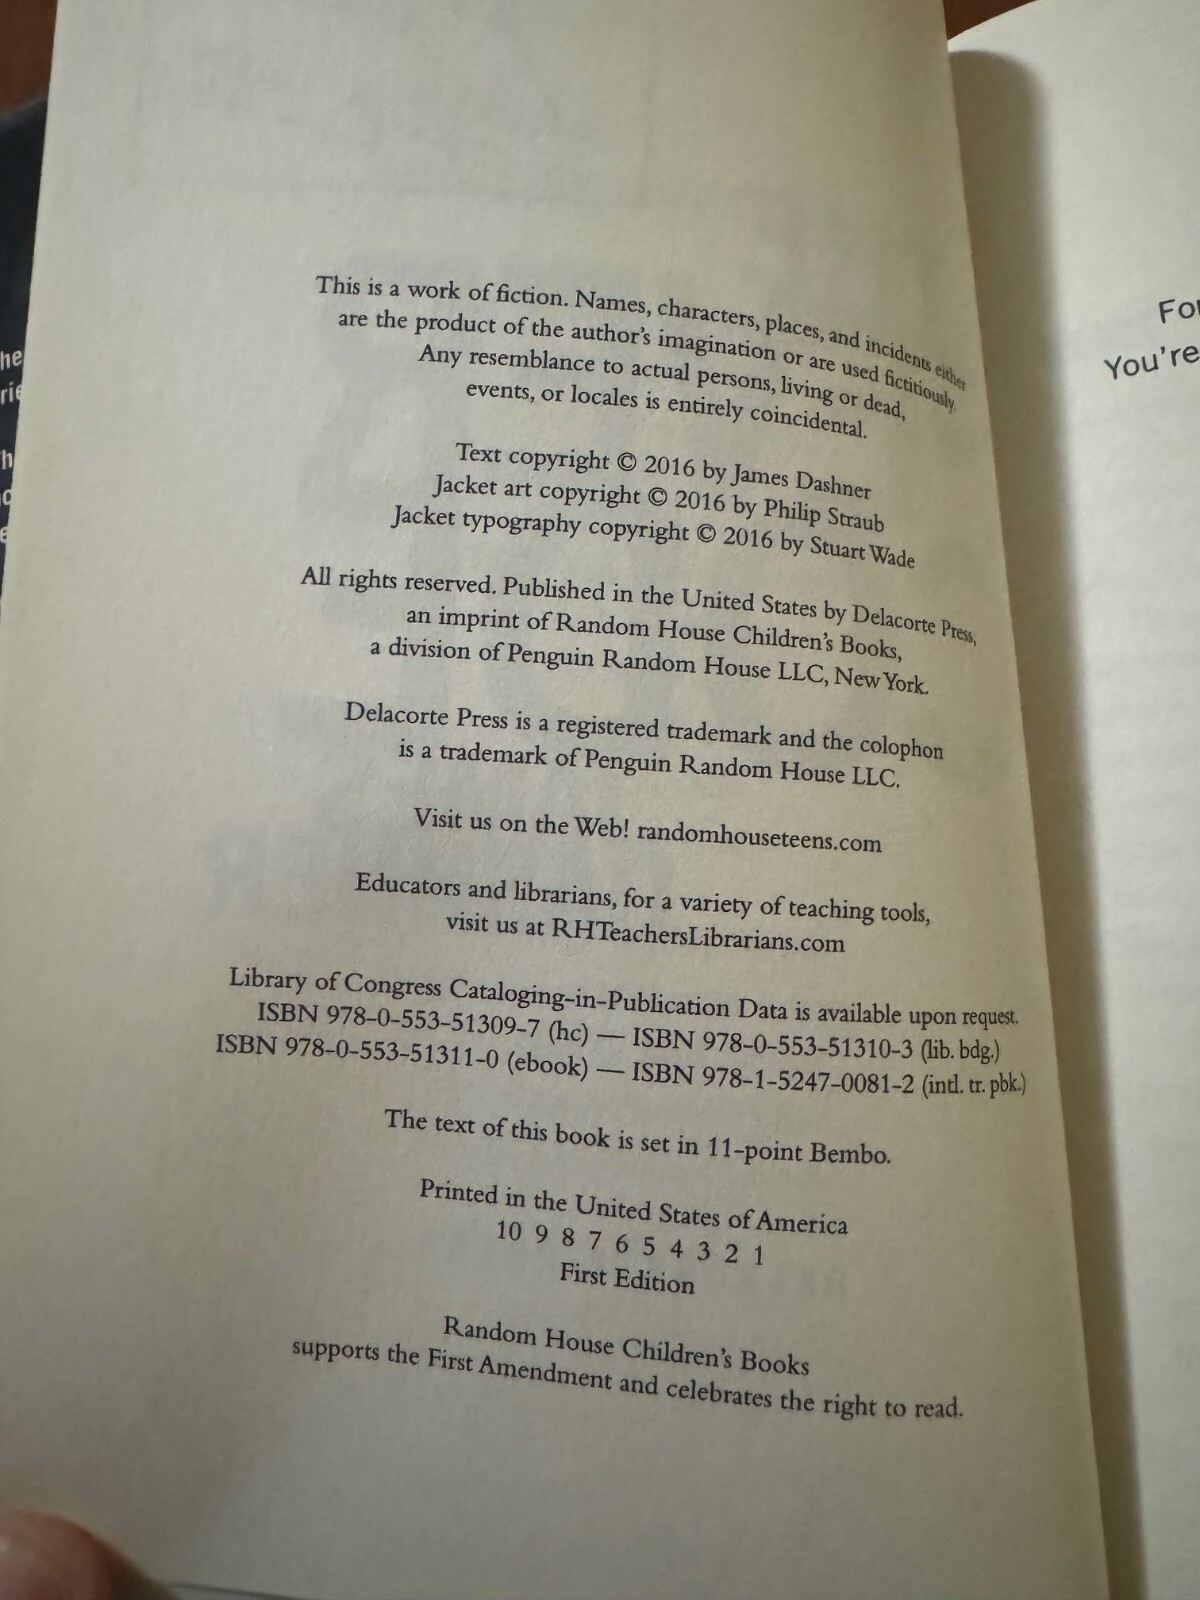 This is a work of fiction. Names, characters, places, and incidents either
are the product of the author's imagination or are used fictitiously.
Any resemblance to actual persons, living or dead,
events, or locales is entirely coincidental.
Text copyright © 2016 by James Dashner
Jacket art copyright © 2016 by Philip Straub
Jacket typography copyright © 2016 by Stuart Wade
All rights reserved. Published in the United States by Delacorte Press,
an imprint of Random House Children's Books,
a division of Penguin Random House LLC, New York.
Delacorte Press is a registered trademark and the colophon
is a trademark of Penguin Random House LLC.
Visit us on the Web! randomhouseteens.com
Educators and librarians, for a variety of teaching tools,
visit us at RHTeachersLibrarians.com
Library of Congress Cataloging-in-Publication Data is available upon request.
ISBN 978-0-553-51309-7 (hc) — ISBN 978-0-553-51310-3 (lib. bdg.)
ISBN 978-0-553-51311-0 (ebook) — ISBN 978-1-5247-0081-2 (intl. tr. pbk.)
The text of this book is set in 11-point Bembo.
Printed in the United States of America
10 9 8 7 6 5 4 3 2 1
First Edition
Random House Children's Books
supports the First Amendment and celebrates the right to read.
You're